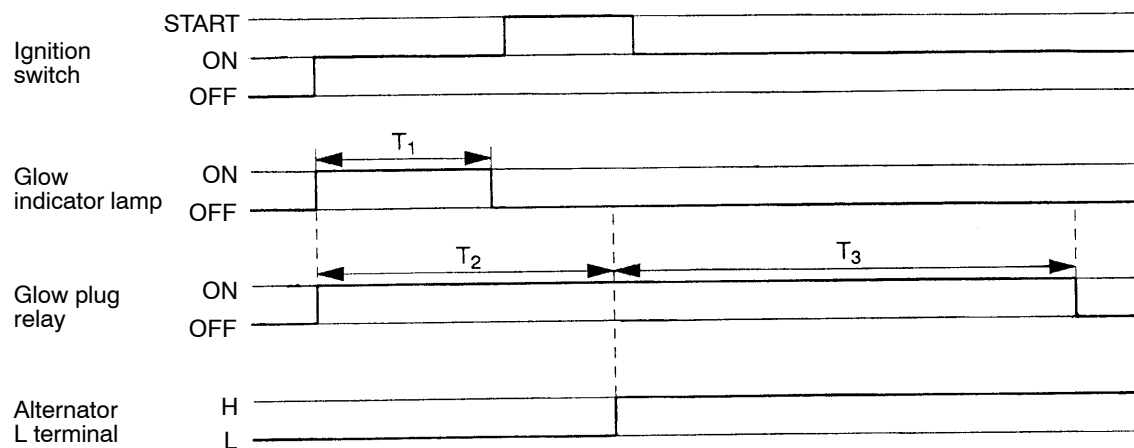 START
Ignition
switch
ON
OFF
T1
Glow
indicator lamp
ON
OFF
T2
T3
Glow plug
relay
ON
OFF
Alternator
L terminal
H
L